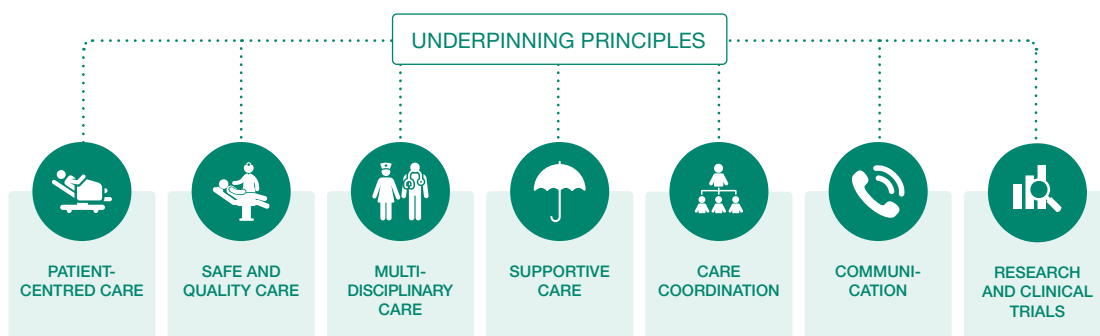 UNDERPINNING PRINCIPLES
PATIENT-
CENTRED CARE
SAFE AND
QUALITY CARE
MULTI-
DISCIPLINARY
CARE
SUPPORTIVE
CARE
CARE
COORDINATION
COMMUNI-
CATION
RESEARCH
AND CLINICAL
TRIALS